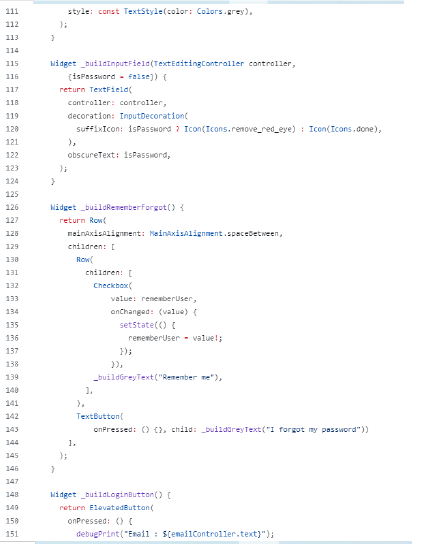 111 style: const TextStyle(color: Colors.grey),
112 );
113 }
114
115 Widget _buildInputField(TextEditingController controller,
116 {isPassword = false}) {
117 return TextField(
118 controller: controller,
119 decoration: InputDecoration(
120 suffixIcon: isPassword ? Icon(Icons.remove_red_eye) : Icon(Icons.done),
121 ),
122 obscureText: isPassword,
123 );
124 }
125
126 Widget _buildRememberForgot() {
127 return Row(
128 mainAxisAlignment: MainAxisAlignment.spaceBetween,
129 children: [
130 Row(
131 children: [
132 Checkbox(
133 value: rememberUser,
134 onChanged: (value) {
135 setState(() {
136 rememberUser = value!;
137 });
138 }),
139 _buildGreyText("Remember me"),
140 ],
141 ),
142 TextButton(
143 onPressed: () {}, child: _buildGreyText("I forgot my password"))
144 ],
145 );
146 }
147
148 Widget _buildLoginButton() {
149 return ElevatedButton(
150 onPressed: () {
151 debugPrint("Email : ${emailController.text}");